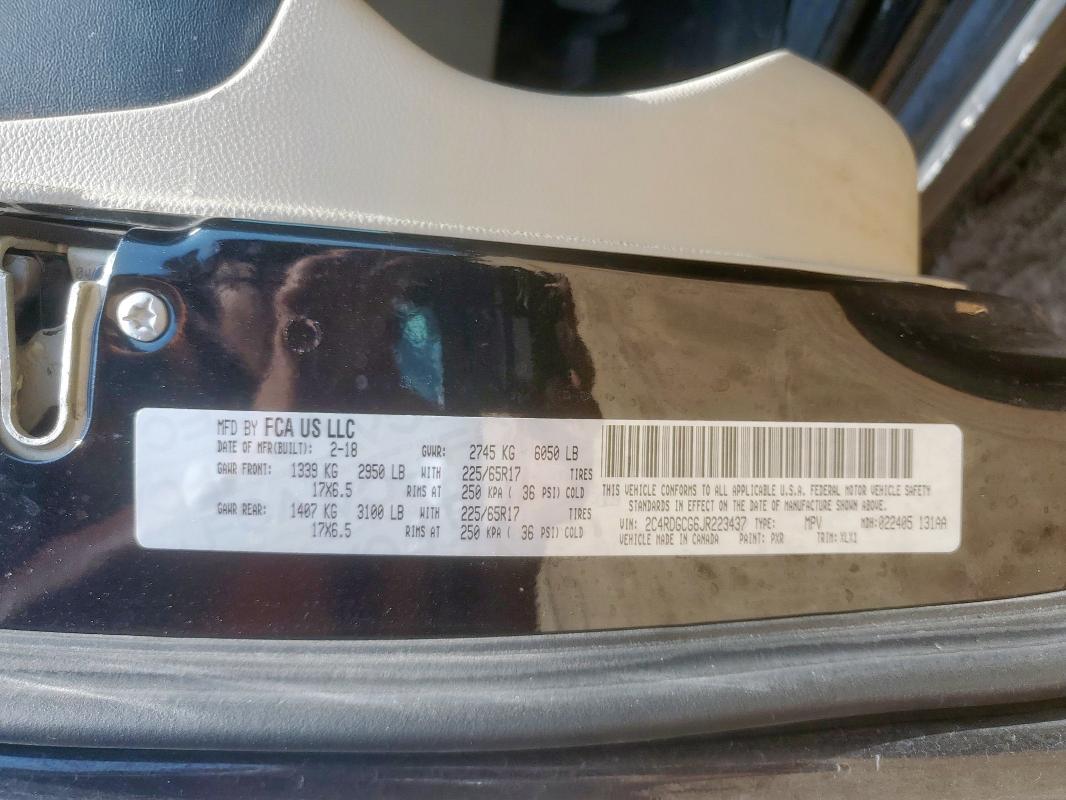 MFD BY FCA US LLC
DATE OF MFR(BUILT): 2-18 GVWR: 2745 KG 6050 LB
GAWR FRONT: 1339 KG 2950 LB WITH 225/65R17 TIRES
17X6.5 RIMS AT 250 KPA ( 36 PSI) COLD
GAWR REAR: 1407 KG 3100 LB WITH 225/65R17 TIRES
17X6.5 RIMS AT 250 KPA ( 36 PSI) COLD
THIS VEHICLE CONFORMS TO ALL APPLICABLE U.S.A. FEDERAL MOTOR VEHICLE SAFETY
STANDARDS IN EFFECT ON THE DATE OF MANUFACTURE SHOWN ABOVE.
VIN: 2C4RDGCG6JR223437 TYPE: MPV MDH: 022405 131AA
VEHICLE MADE IN CANADA PAINT: PXR TRIM: XLX1